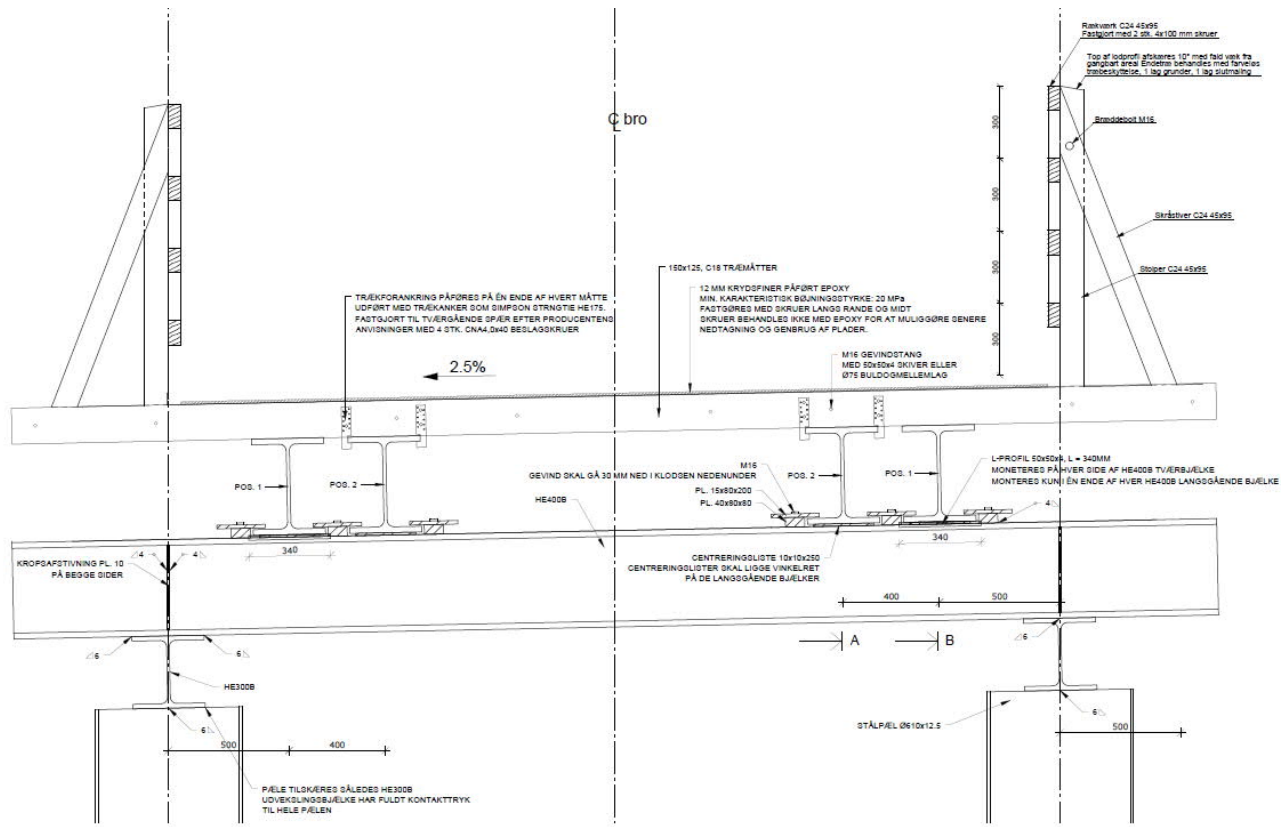 Rækværk C24 45x95
Fastgjort med 2 stk. 4x100 mm skruer
Top af lodprofil afskæres 10° med fald væk fra
gangbart areal Endetræ behandles med farveløs
træbeskyttelse, 1 lag grunder, 1 lag slutmaling
Bræddebolt M16
300
300
300
300
C bro
Skråstiver C24 45x95
Stolper C24 45x95
150x125, C18 TRÆMÅTTER
TRÆKFORANKRING PÅFØRES PÅ ÉN ENDE AF HVERT MÅTTE
UDFØRT MED TRÆKANKER SOM SIMPSON STRNGTIE HE175.
FASTGJORT TIL TVÆRGÅENDE SPÆR EFTER PRODUCENTENS
ANVISNINGER MED 4 STK. CNA4,0x40 BESLAGSKRUER
12 MM KRYDSFINER PÅFØRT EPOXY
MIN. KARAKTERISTISK BØJNINGSSTYRKE: 20 MPa
FASTGØRES MED SKRUER LANGS RANDE OG MIDT
SKRUER BEHANDLES IKKE MED EPOXY FOR AT MULIGGØRE SENERE
NEDTAGNING OG GENBRUG AF PLADER.
M16 GEVINDSTANG
MED 50x50x4 SKIVER ELLER
Ø75 BULDOGMELLEMLAG
2.5%
POS. 1
POS. 2
POS. 2
POS. 1
M16
GEVIND SKAL GÅ 30 MM NED I KLODSEN NEDENUNDER
HE400B
PL. 15x80x200
PL. 40x80x80
L-PROFIL 50x50x4, L = 340MM
MONETERES PÅ HVER SIDE AF HE400B TVÆRBJÆLKE
MONTERES KUN I ÉN ENDE AF HVER HE400B LANGSGÅENDE BJÆLKE
4
340
340
4
4
KROPSAFSTIVNING PL. 10
PÅ BEGGE SIDER
CENTRERINGSLISTE 10x10x250
CENTRERINGSLISTER SKAL LIGGE VINKELRET
PÅ DE LANGSGÅENDE BJÆLKER
400
500
A
B
6
6
6
HE300B
6
6
500
400
STÅLPÆL Ø610x12.5
500
PÆLE TILSKÆRES SÅLEDES HE300B
UDVEKSLINGSBJÆLKE HAR FULDT KONTAKTTRYK
TIL HELE PÆLEN